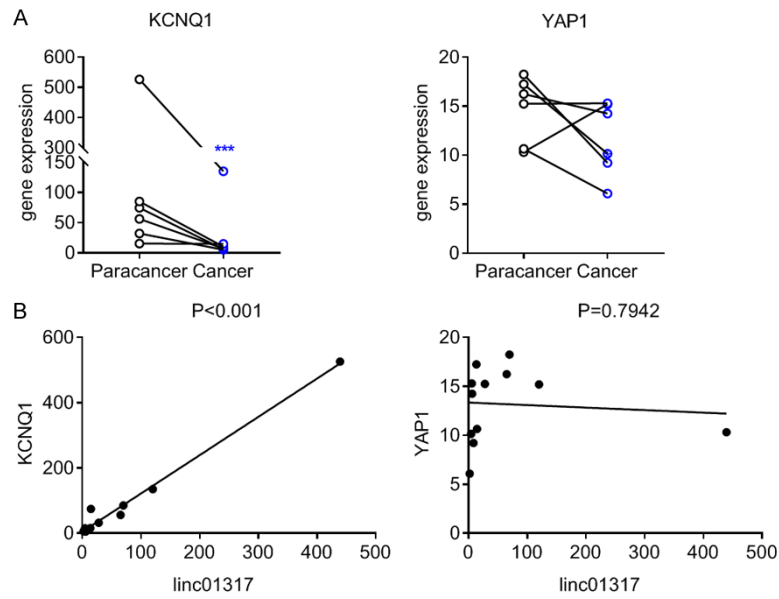 A
KCNQ1
YAP1
gene expression
600
500
400
300
150
100
50
0
***
Paracancer Cancer
gene expression
20
15
10
5
0
Paracancer Cancer
B
P<0.001
P=0.7942
KCNQ1
600
400
200
0
0 100 200 300 400 500
linc01317
YAP1
20
15
10
5
0
0 100 200 300 400 500
linc01317